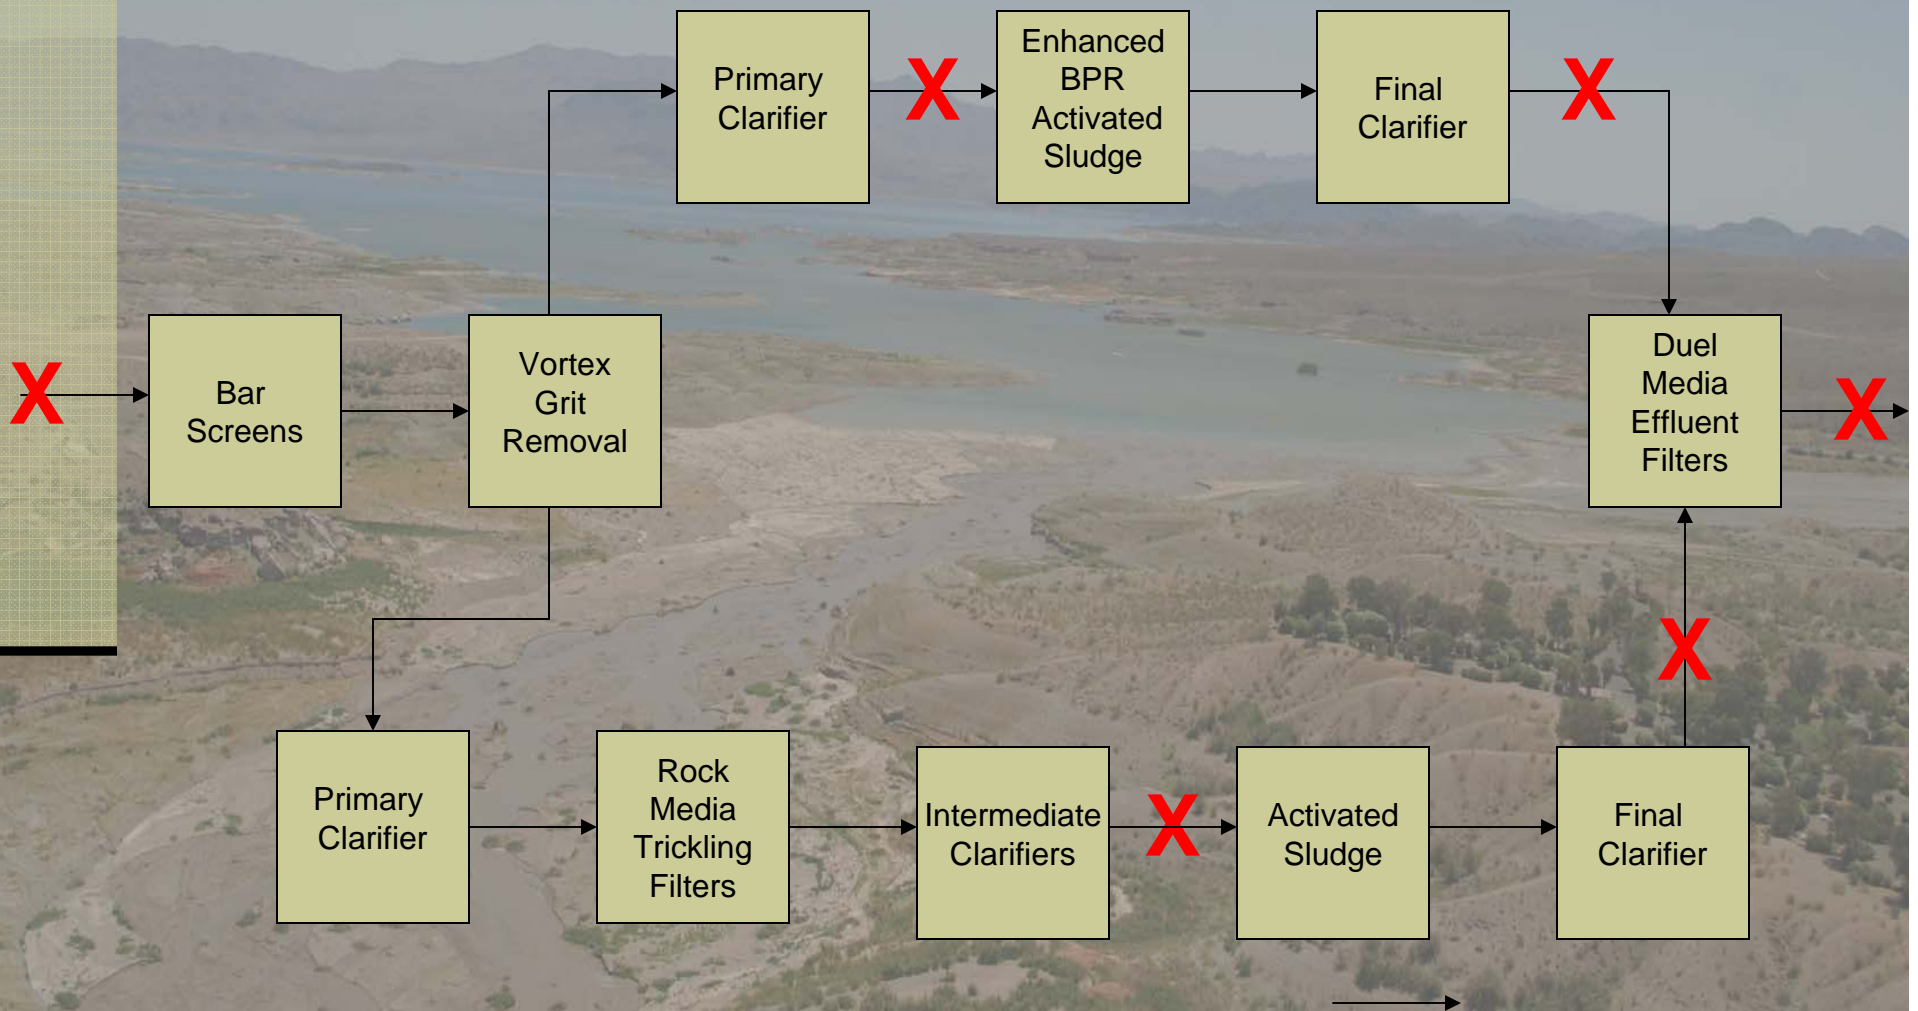 Primary
Clarifier
X
Enhanced
BPR
Activated
Sludge
Final
Clarifier
X
X
Bar
Screens
Vortex
Grit
Removal
Duel
Media
Effluent
Filters
X
X
Primary
Clarifier
Rock
Media
Trickling
Filters
Intermediate
Clarifiers
X
Activated
Sludge
Final
Clarifier